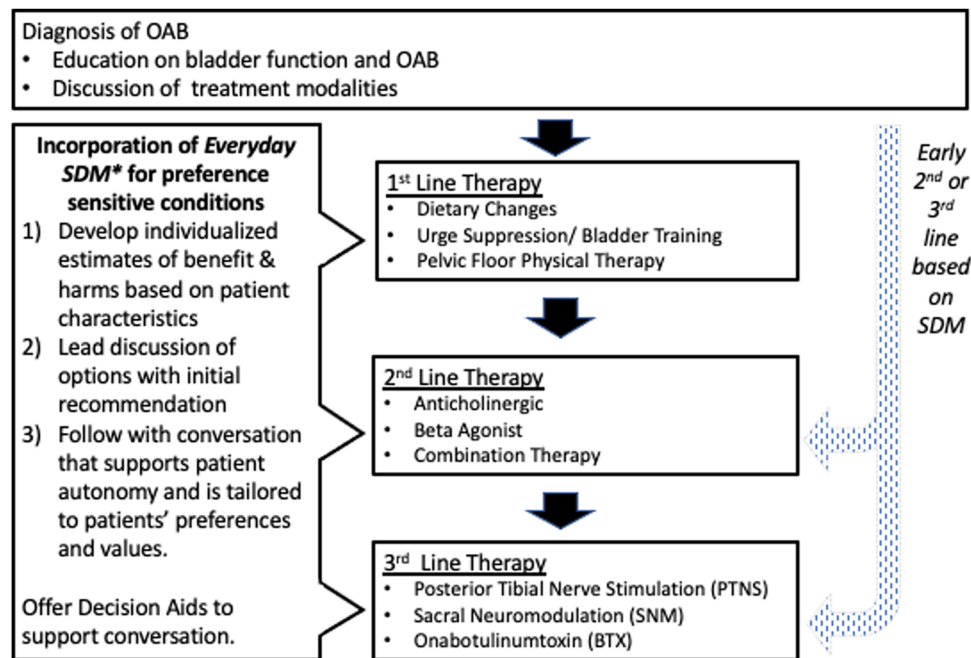 Diagnosis of OAB
• Education on bladder function and OAB
• Discussion of treatment modalities
Incorporation of Everyday
SDM* for preference
sensitive conditions
1) Develop individualized
estimates of benefit &
harms based on patient
characteristics
2) Lead discussion of
options with initial
recommendation
3) Follow with conversation
that supports patient
autonomy and is tailored
to patients’ preferences
and values.
Offer Decision Aids to
support conversation.
1st Line Therapy
• Dietary Changes
• Urge Suppression/ Bladder Training
• Pelvic Floor Physical Therapy
2nd Line Therapy
• Anticholinergic
• Beta Agonist
• Combination Therapy
3rd Line Therapy
• Posterior Tibial Nerve Stimulation (PTNS)
• Sacral Neuromodulation (SNM)
• Onabotulinumtoxin (BTX)
Early
2nd or
3rd
line
based
on
SDM